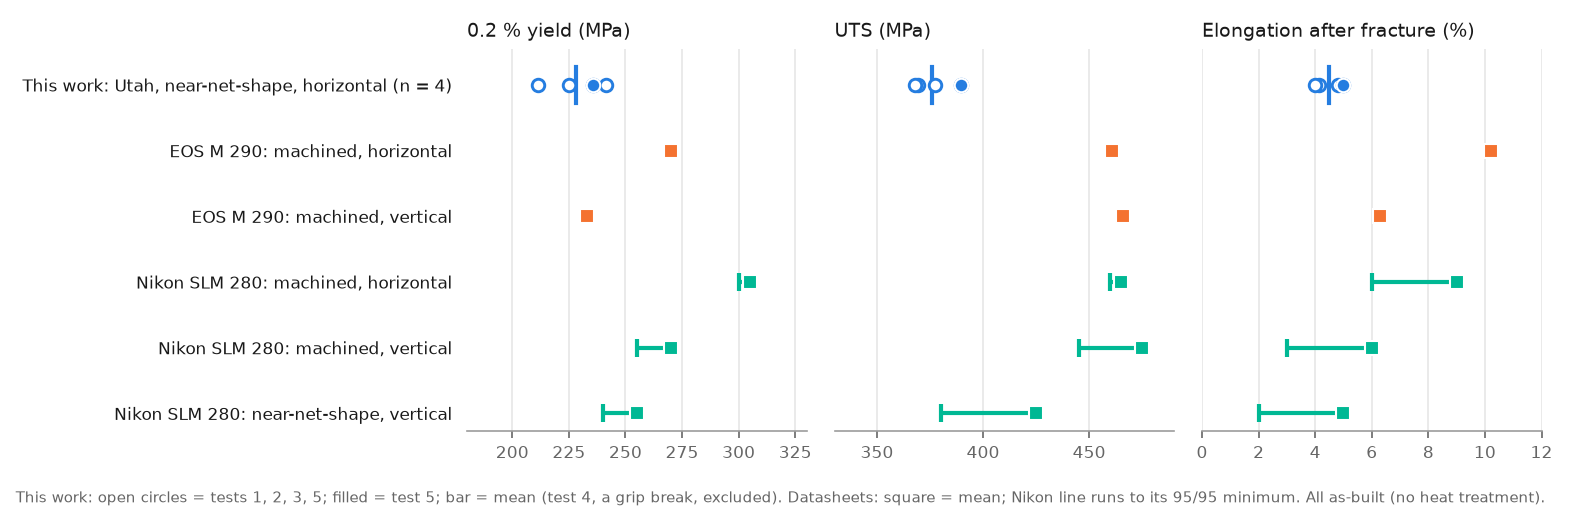 0.2 % yield (MPa)
UTS (MPa)
Elongation after fracture (%)
This work: Utah, near-net-shape, horizontal (n = 4)
EOS M 290: machined, horizontal
EOS M 290: machined, vertical
Nikon SLM 280: machined, horizontal
Nikon SLM 280: machined, vertical
Nikon SLM 280: near-net-shape, vertical
200 225 250 275 300 325
350 400 450
0 2 4 6 8 10 12
This work: open circles = tests 1, 2, 3, 5; filled = test 5; bar = mean (test 4, a grip break, excluded). Datasheets: square = mean; Nikon line runs to its 95/95 minimum. All as-built (no heat treatment).